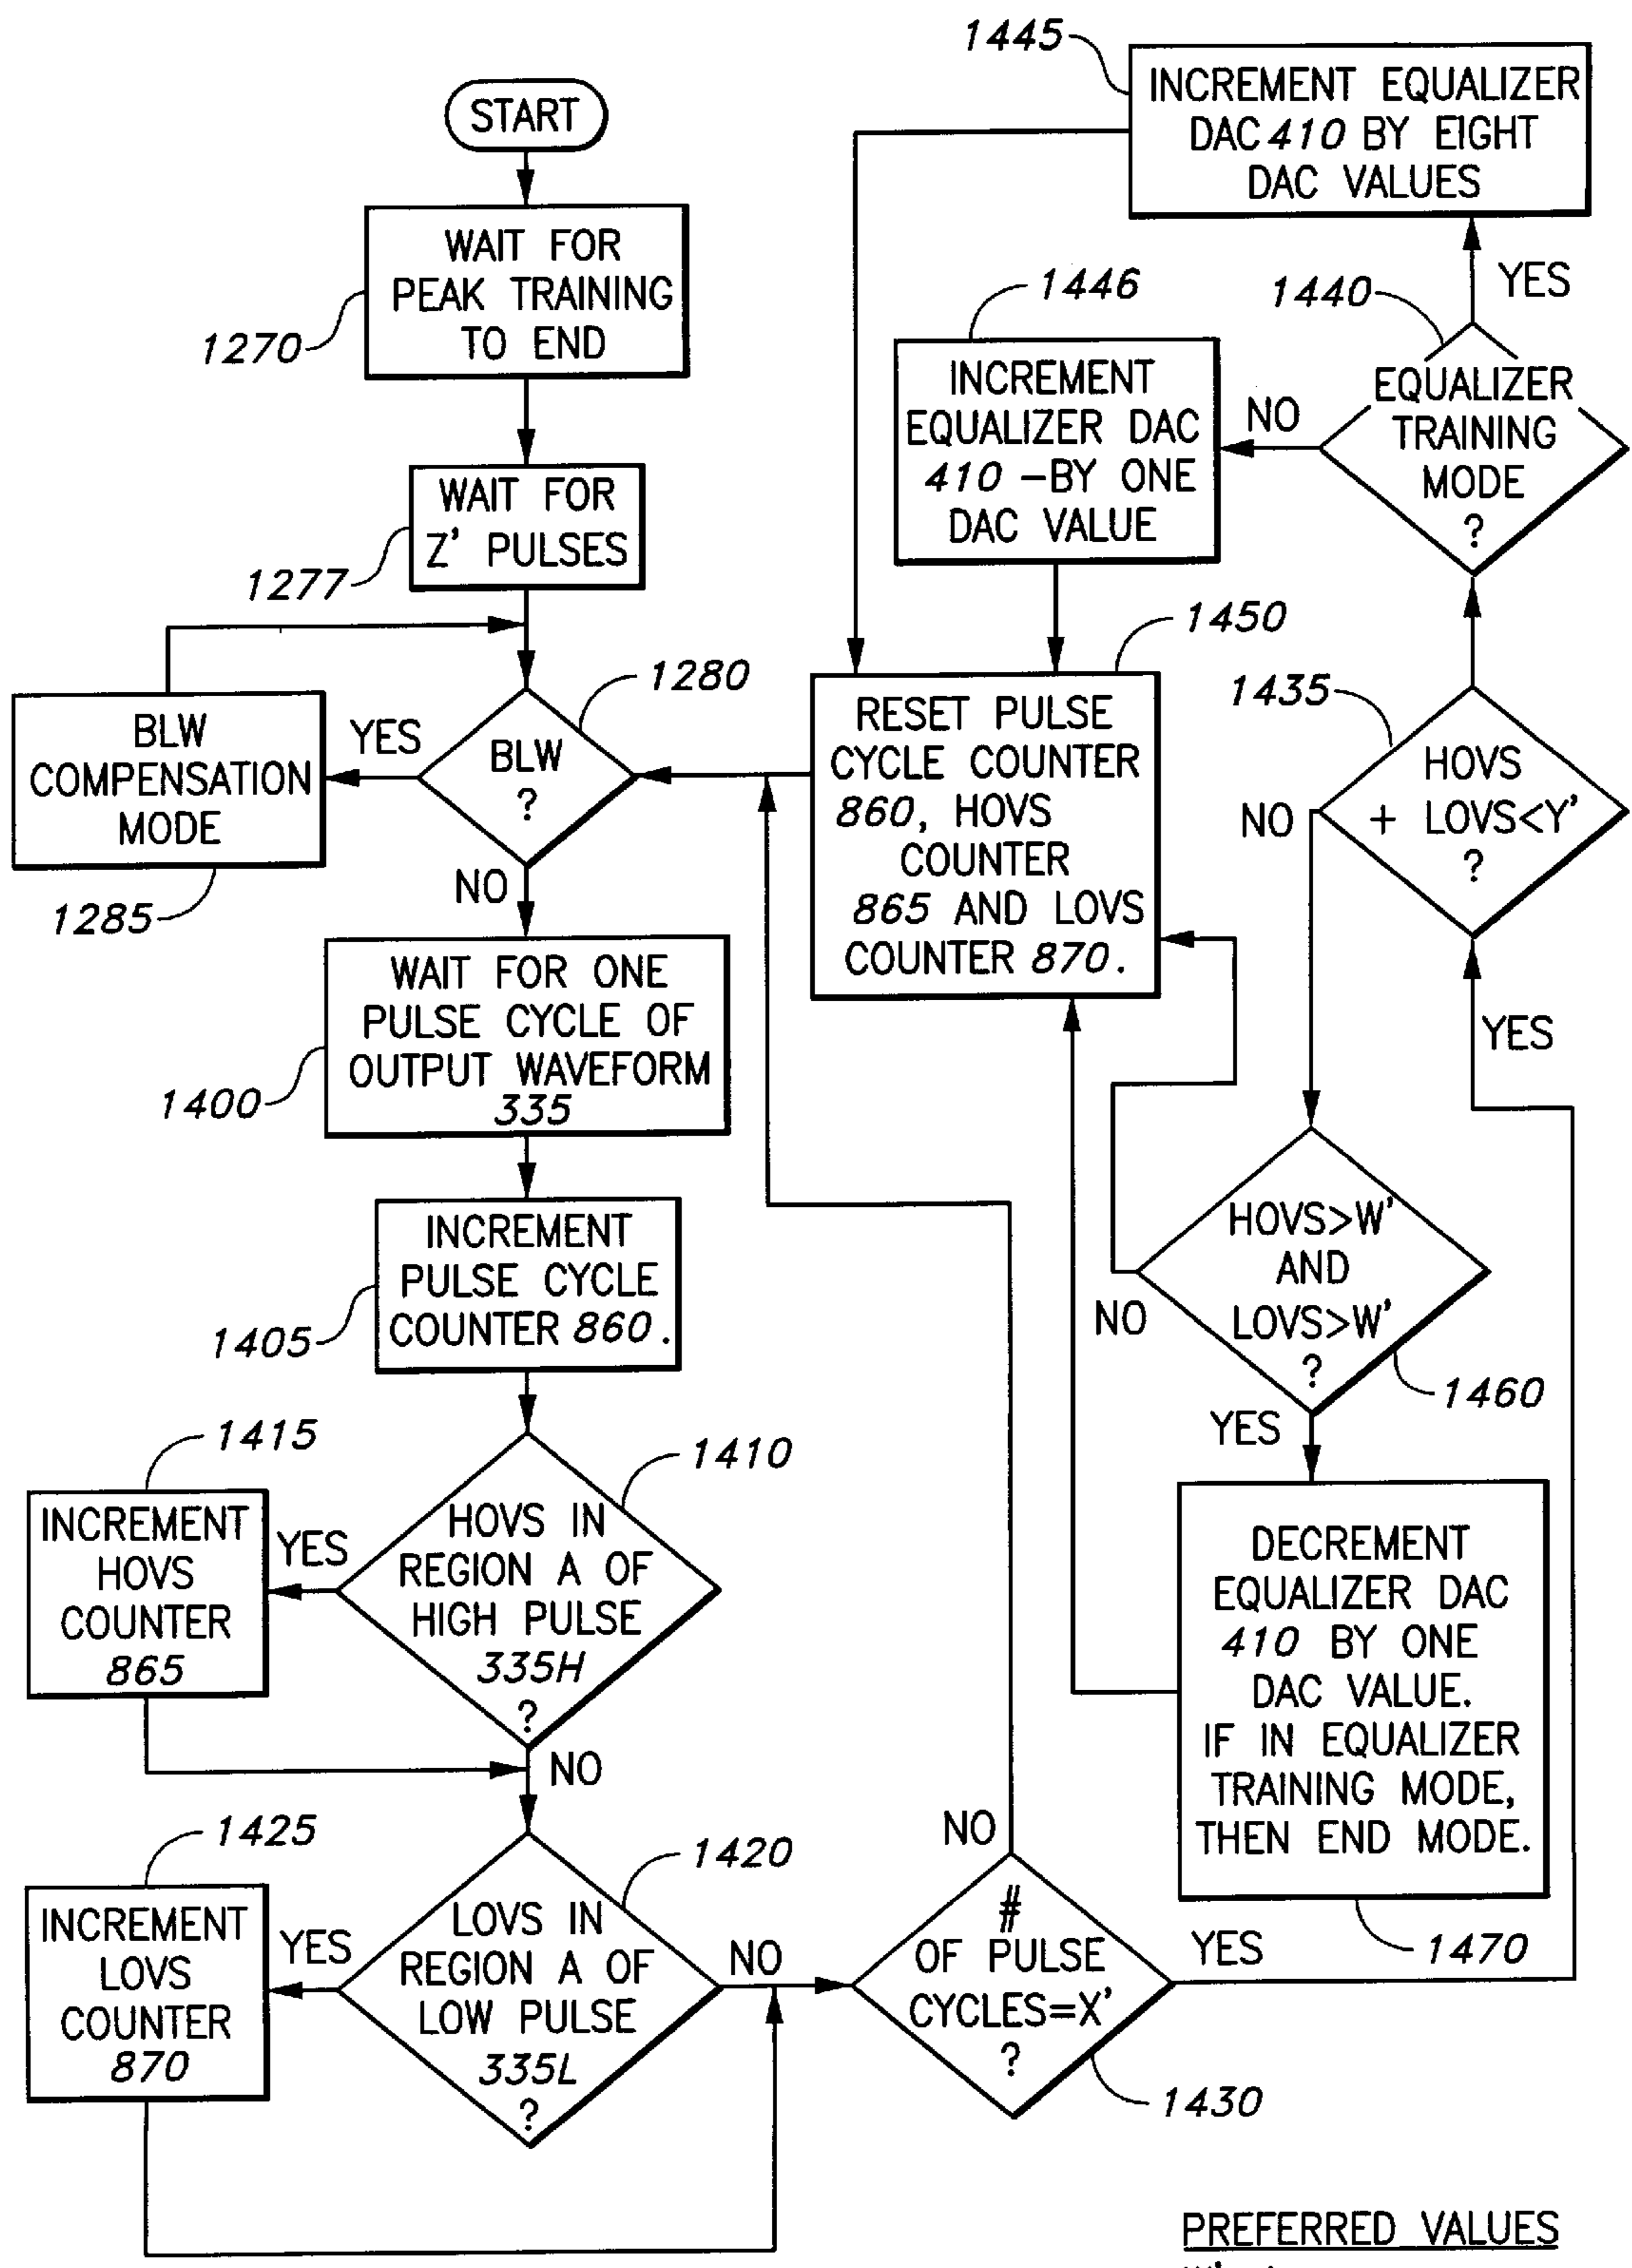 START
WAIT FOR
PEAK TRAINING
TO END
1270
WAIT FOR
Z' PULSES
1277
BLW
?
1280
YES
BLW
COMPENSATION
MODE
1285
NO
WAIT FOR ONE
PULSE CYCLE OF
OUTPUT WAVEFORM
335
1400
INCREMENT
PULSE CYCLE
COUNTER 860.
1405
HOVS IN
REGION A OF
HIGH PULSE
335H
?
1410
YES
INCREMENT
HOVS
COUNTER
865
1415
NO
LOVS IN
REGION A OF
LOW PULSE
335L
?
1420
YES
INCREMENT
LOVS
COUNTER
870
1425
NO
#
OF PULSE
CYCLES=X'
?
1430
NO
YES
YES
HOVS
+ LOVS<Y'
?
1435
NO
EQUALIZER
TRAINING
MODE
?
1440
YES
INCREMENT EQUALIZER
DAC 410 BY EIGHT
DAC VALUES
1445
NO
INCREMENT
EQUALIZER DAC
410 -BY ONE
DAC VALUE
1446
RESET PULSE
CYCLE COUNTER
860, HOVS
COUNTER
865 AND LOVS
COUNTER 870.
1450
HOVS>W'
AND
LOVS>W'
?
1460
NO
YES
DECREMENT
EQUALIZER DAC
410 BY ONE
DAC VALUE.
IF IN EQUALIZER
TRAINING MODE,
THEN END MODE.
1470
PREFERRED VALUES